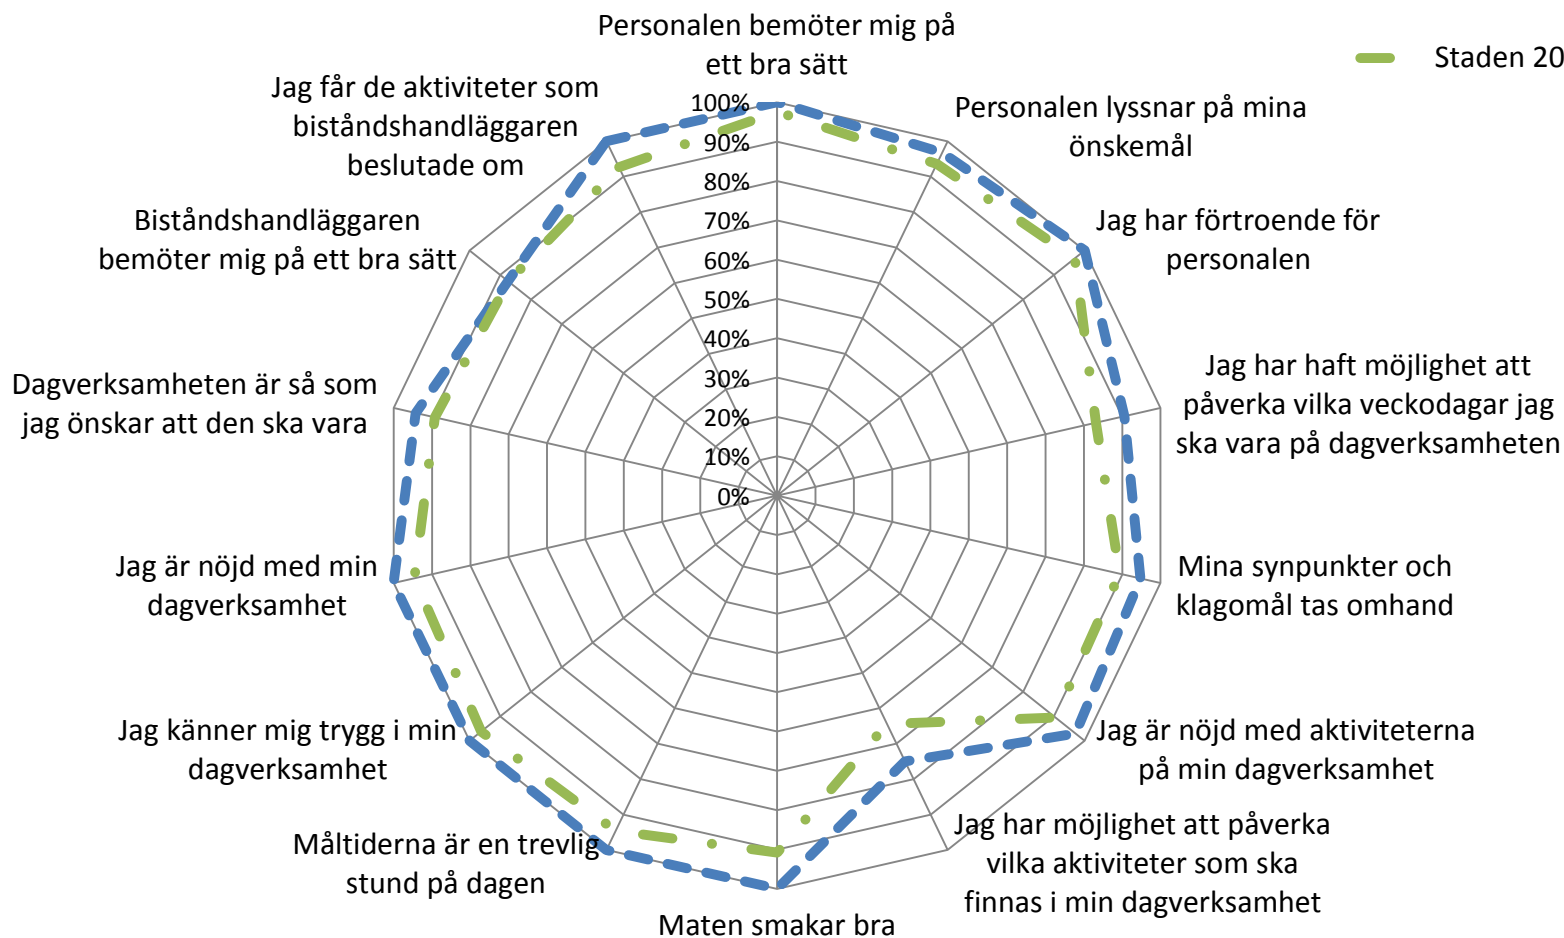 Personalen bemöter mig på
ett bra sätt
Staden 20
Personalen lyssnar på mina
önskemål
Jag har förtroende för
personalen
Jag har haft möjlighet att
påverka vilka veckodagar jag
ska vara på dagverksamheten
Mina synpunkter och
klagomål tas omhand
Jag är nöjd med aktiviteterna
på min dagverksamhet
Jag har möjlighet att påverka
vilka aktiviteter som ska
finnas i min dagverksamhet
Maten smakar bra
Måltiderna är en trevlig
stund på dagen
Jag känner mig trygg i min
dagverksamhet
Jag är nöjd med min
dagverksamhet
Dagverksamheten är så som
jag önskar att den ska vara
Biståndshandläggaren
bemöter mig på ett bra sätt
Jag får de aktiviteter som
biståndshandläggaren
beslutade om
100%
90%
80%
70%
60%
50%
40%
30%
20%
10%
0%